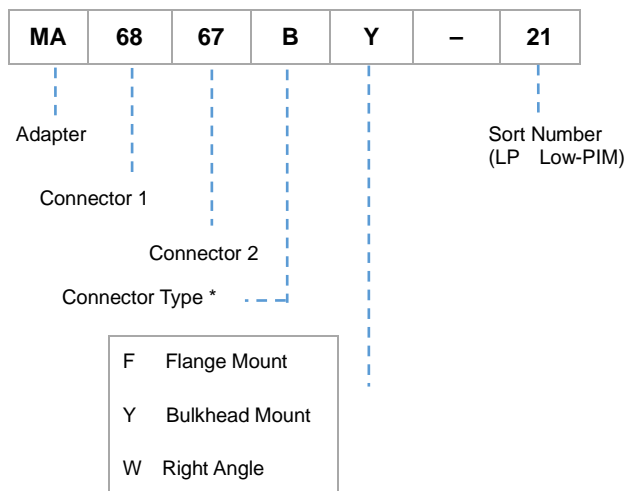 MA 68 67 B Y – 21
Adapter
Sort Number
(LP Low-PIM)
Connector 1
Connector 2
Connector Type *
F Flange Mount
Y Bulkhead Mount
W Right Angle